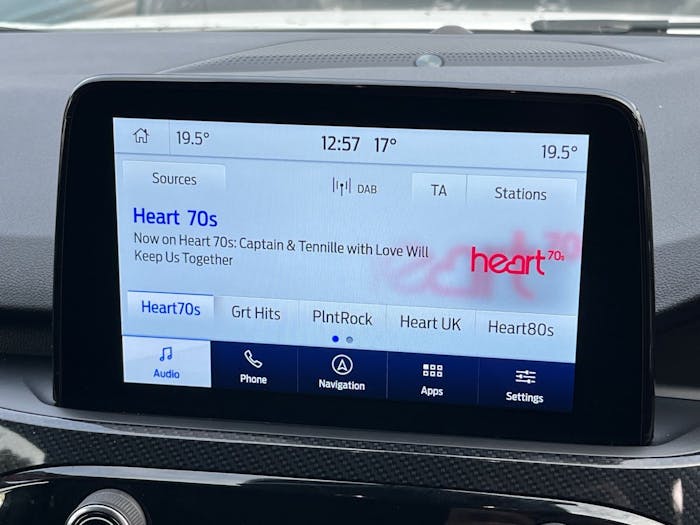 19.5° 12:57 17° 19.5°
Sources DAB TA Stations
Heart 70s
Now on Heart 70s: Captain & Tennille with Love Will
Keep Us Together
heart 70s
Heart70s Grt Hits PlntRock Heart UK Heart80s
Audio Phone Navigation Apps Settings